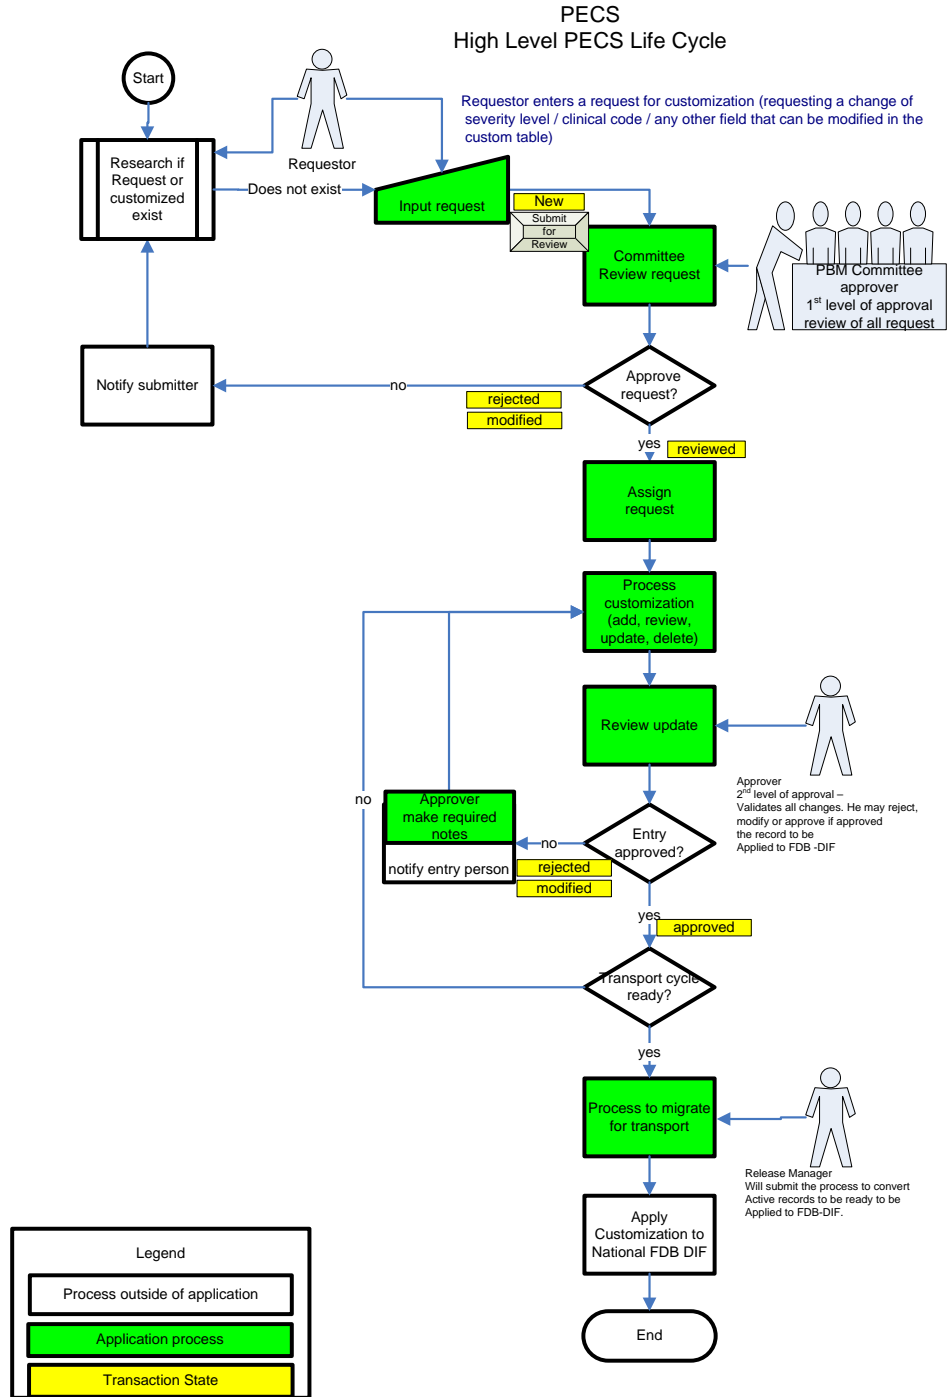 PECS
High Level PECS Life Cycle
Start
Requestor enters a request for customization (requesting a change of
severity level / clinical code / any other field that can be modified in the
custom table)
Requestor
Research if
Request or
customized
exist
Does not exist
Input request
New
Submit
for
Review
Committee
Review request
PBM Committee
approver
1st level of approval
review of all request
Approve
request?
no
rejected
modified
Notify submitter
yes
reviewed
Assign
request
Process
customization
(add, review,
update, delete)
Review update
Approver
2nd level of approval –
Validates all changes. He may reject,
modify or approve if approved
the record to be
Applied to FDB -DIF
no
Approver
make required
notes
notify entry person
no
rejected
modified
Entry
approved?
yes
approved
Transport cycle
ready?
yes
Process to migrate
for transport
Release Manager
Will submit the process to convert
Active records to be ready to be
Applied to FDB-DIF.
Apply
Customization to
National FDB DIF
End
Legend
Process outside of application
Application process
Transaction State